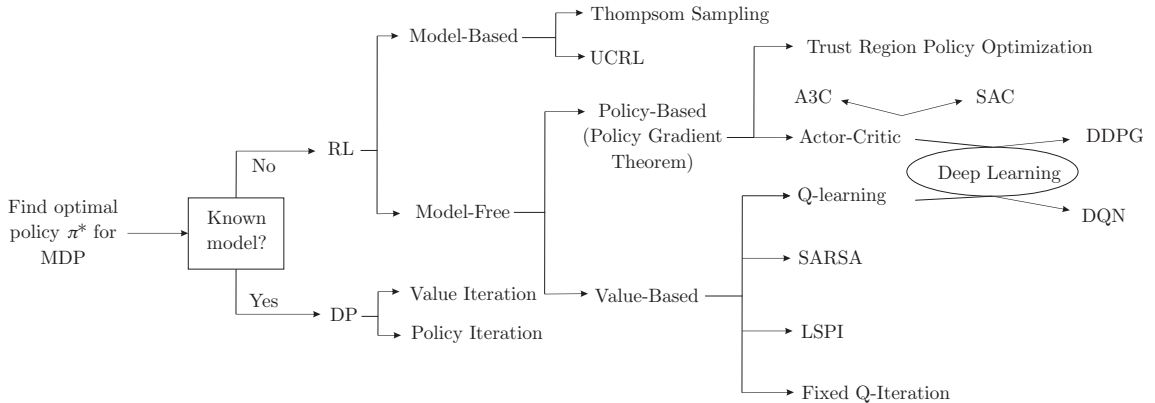 Find optimal
policy π* for
MDP
Known
model?
No
Yes
RL
DP
Model-Based
Model-Free
Value Iteration
Policy Iteration
Thompsom Sampling
UCRL
Policy-Based
(Policy Gradient
Theorem)
Value-Based
Trust Region Policy Optimization
A3C
SAC
Actor-Critic
DDPG
Deep Learning
Q-learning
DQN
SARSA
LSPI
Fixed Q-Iteration